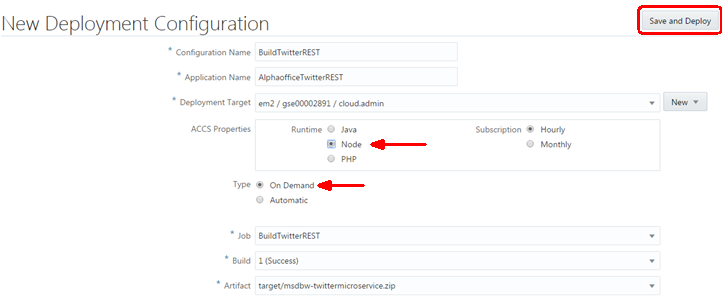 New Deployment Configuration
Save and Deploy
* Configuration Name BuildTwitterREST
* Application Name AlphaofficeTwitterREST
* Deployment Target em2 / gse00002891 / cloud.admin New
ACCS Properties Runtime Java Subscription Hourly
Node Monthly
PHP
Type On Demand
Automatic
* Job BuildTwitterREST
* Build 1 (Success)
* Artifact target/msdbw-twittermicroservice.zip